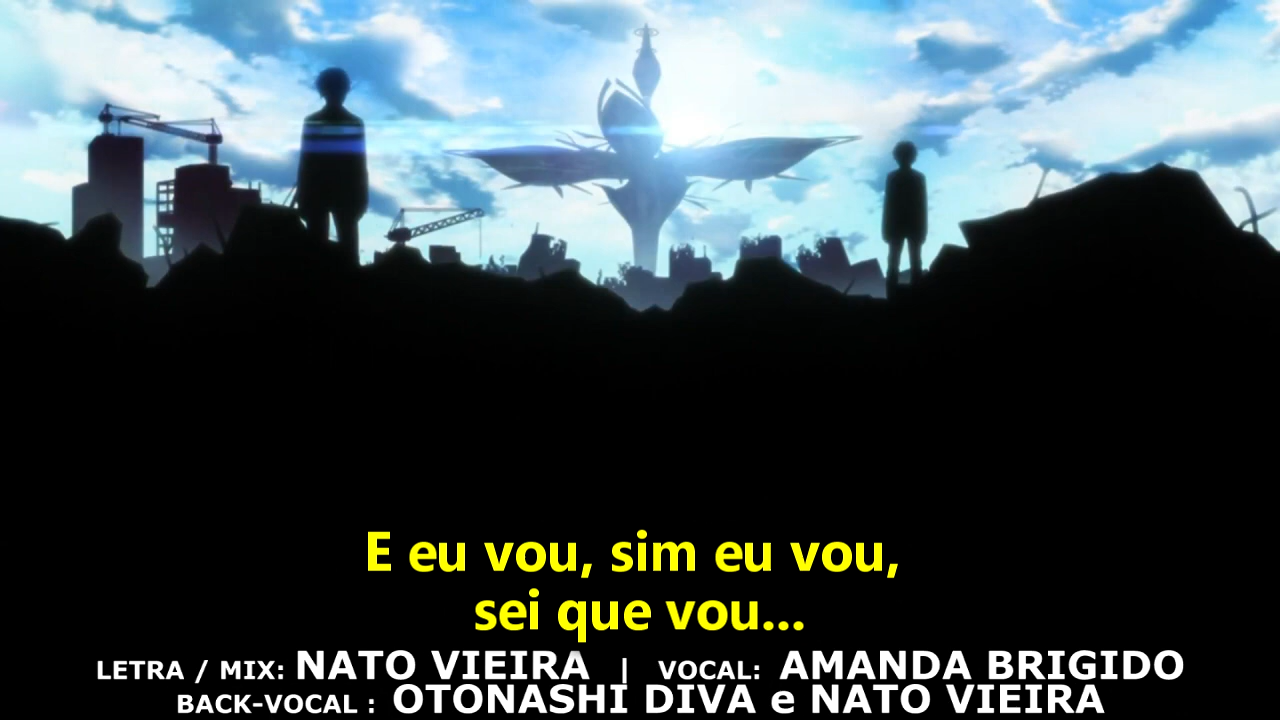 E eu vou, sim eu vou,
sei que vou...
LETRA / MIX: NATO VIEIRA | VOCAL: AMANDA BRIGIDO
BACK-VOCAL : OTONASHI DIVA e NATO VIEIRA